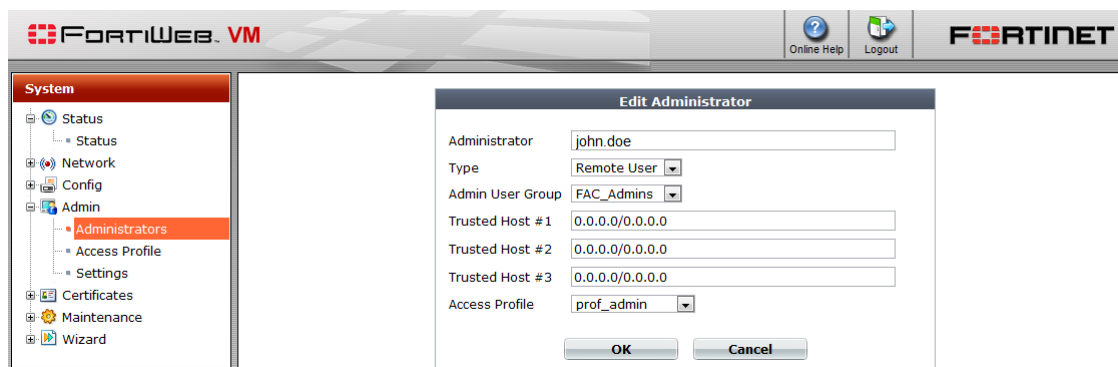 FORTIWEB VM
Online Help
Logout
FORTINET
System
Status
Status
Network
Config
Admin
Administrators
Access Profile
Settings
Certificates
Maintenance
Wizard
Edit Administrator
Administrator john.doe
Type Remote User
Admin User Group FAC_Admins
Trusted Host #1 0.0.0.0/0.0.0.0
Trusted Host #2 0.0.0.0/0.0.0.0
Trusted Host #3 0.0.0.0/0.0.0.0
Access Profile prof_admin
OK Cancel